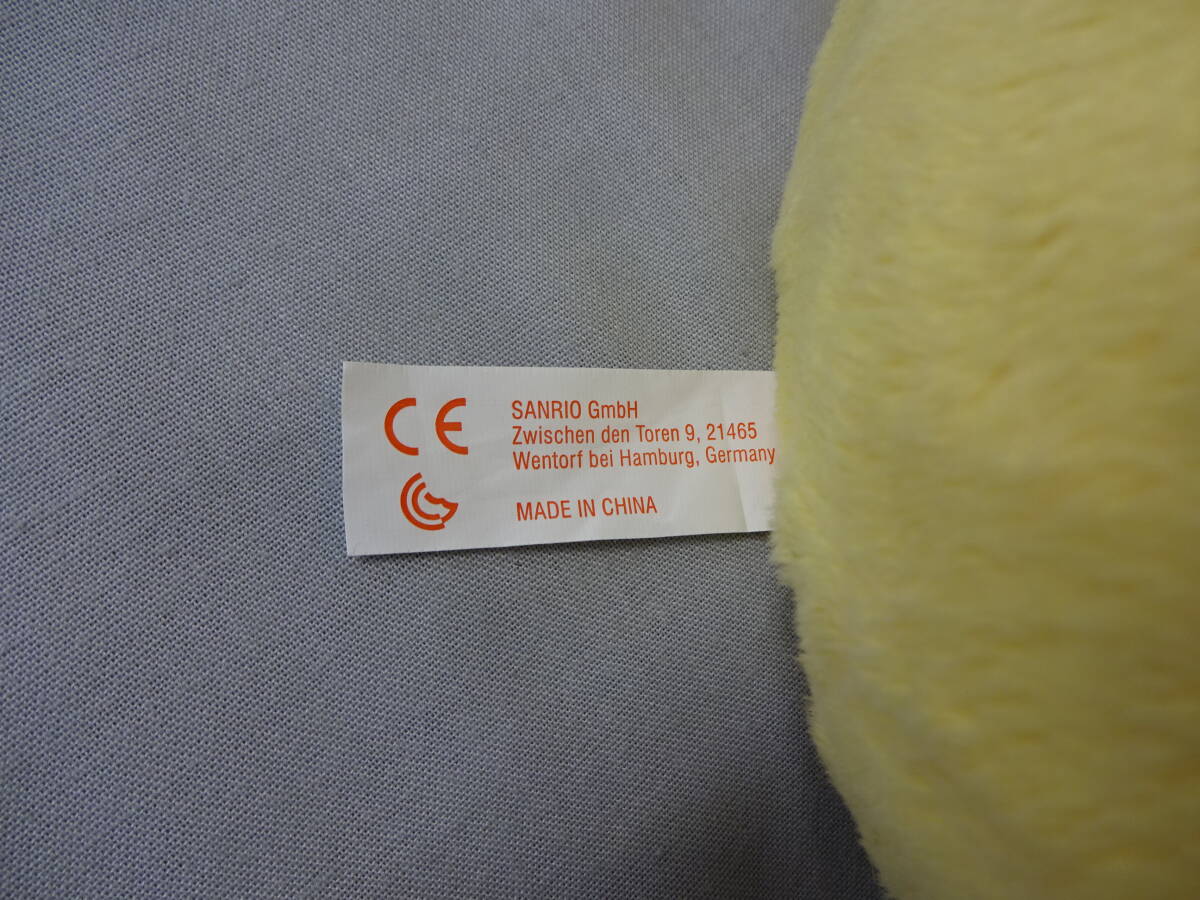 CE
SANRIO GmbH
Zwischen den Toren 9, 21465
Wentorf bei Hamburg, Germany
MADE IN CHINA